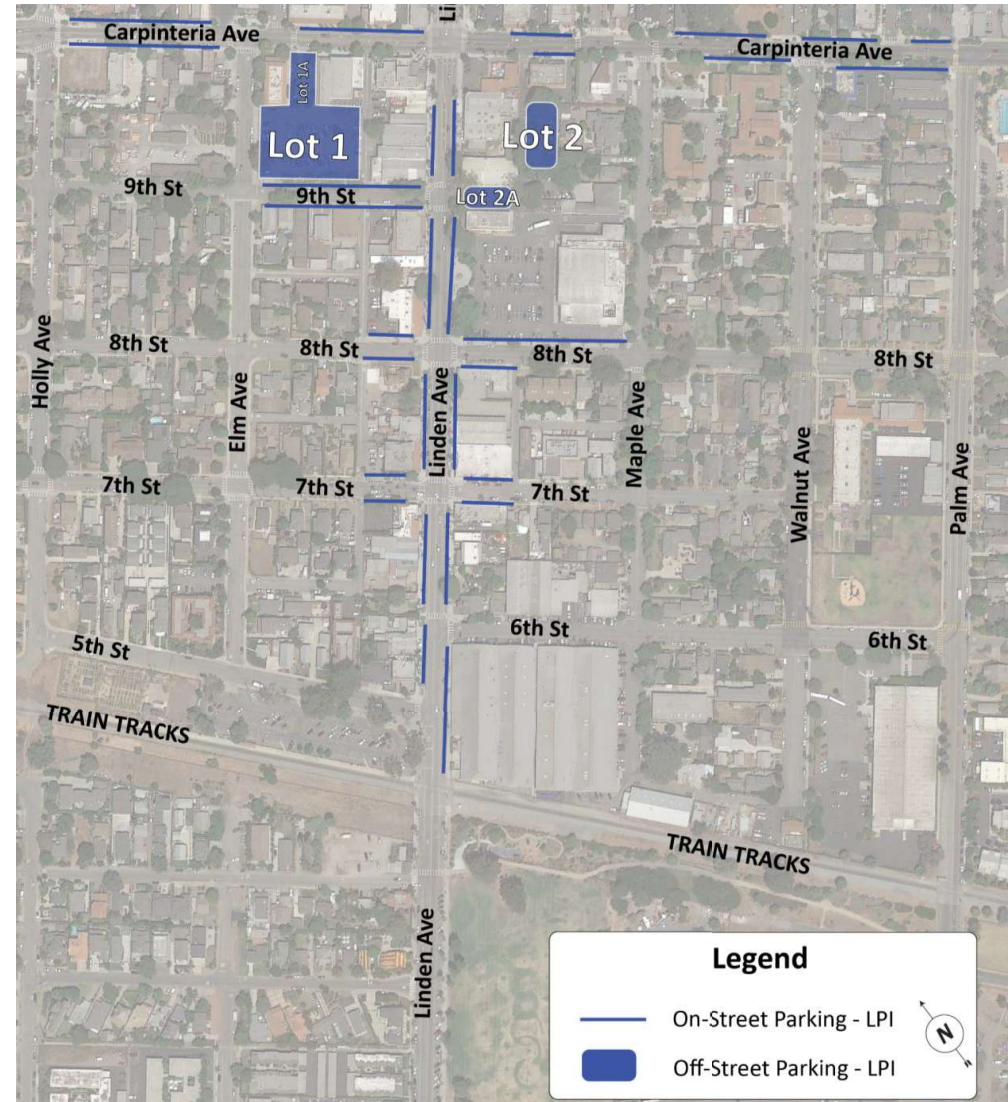 Li
Carpinteria Ave
Carpinteria Ave
Lot 1A
Lot 1
Lot 2
9th St
9th St
Lot 2A
8th St
8th St
8th St
8th St
Holly Ave
Elm Ave
Linden Ave
Maple Ave
Walnut Ave
Palm Ave
7th St
7th St
7th St
6th St
6th St
5th St
TRAIN TRACKS
TRAIN TRACKS
Linden Ave
Legend
On-Street Parking - LPI
Off-Street Parking - LPI
N